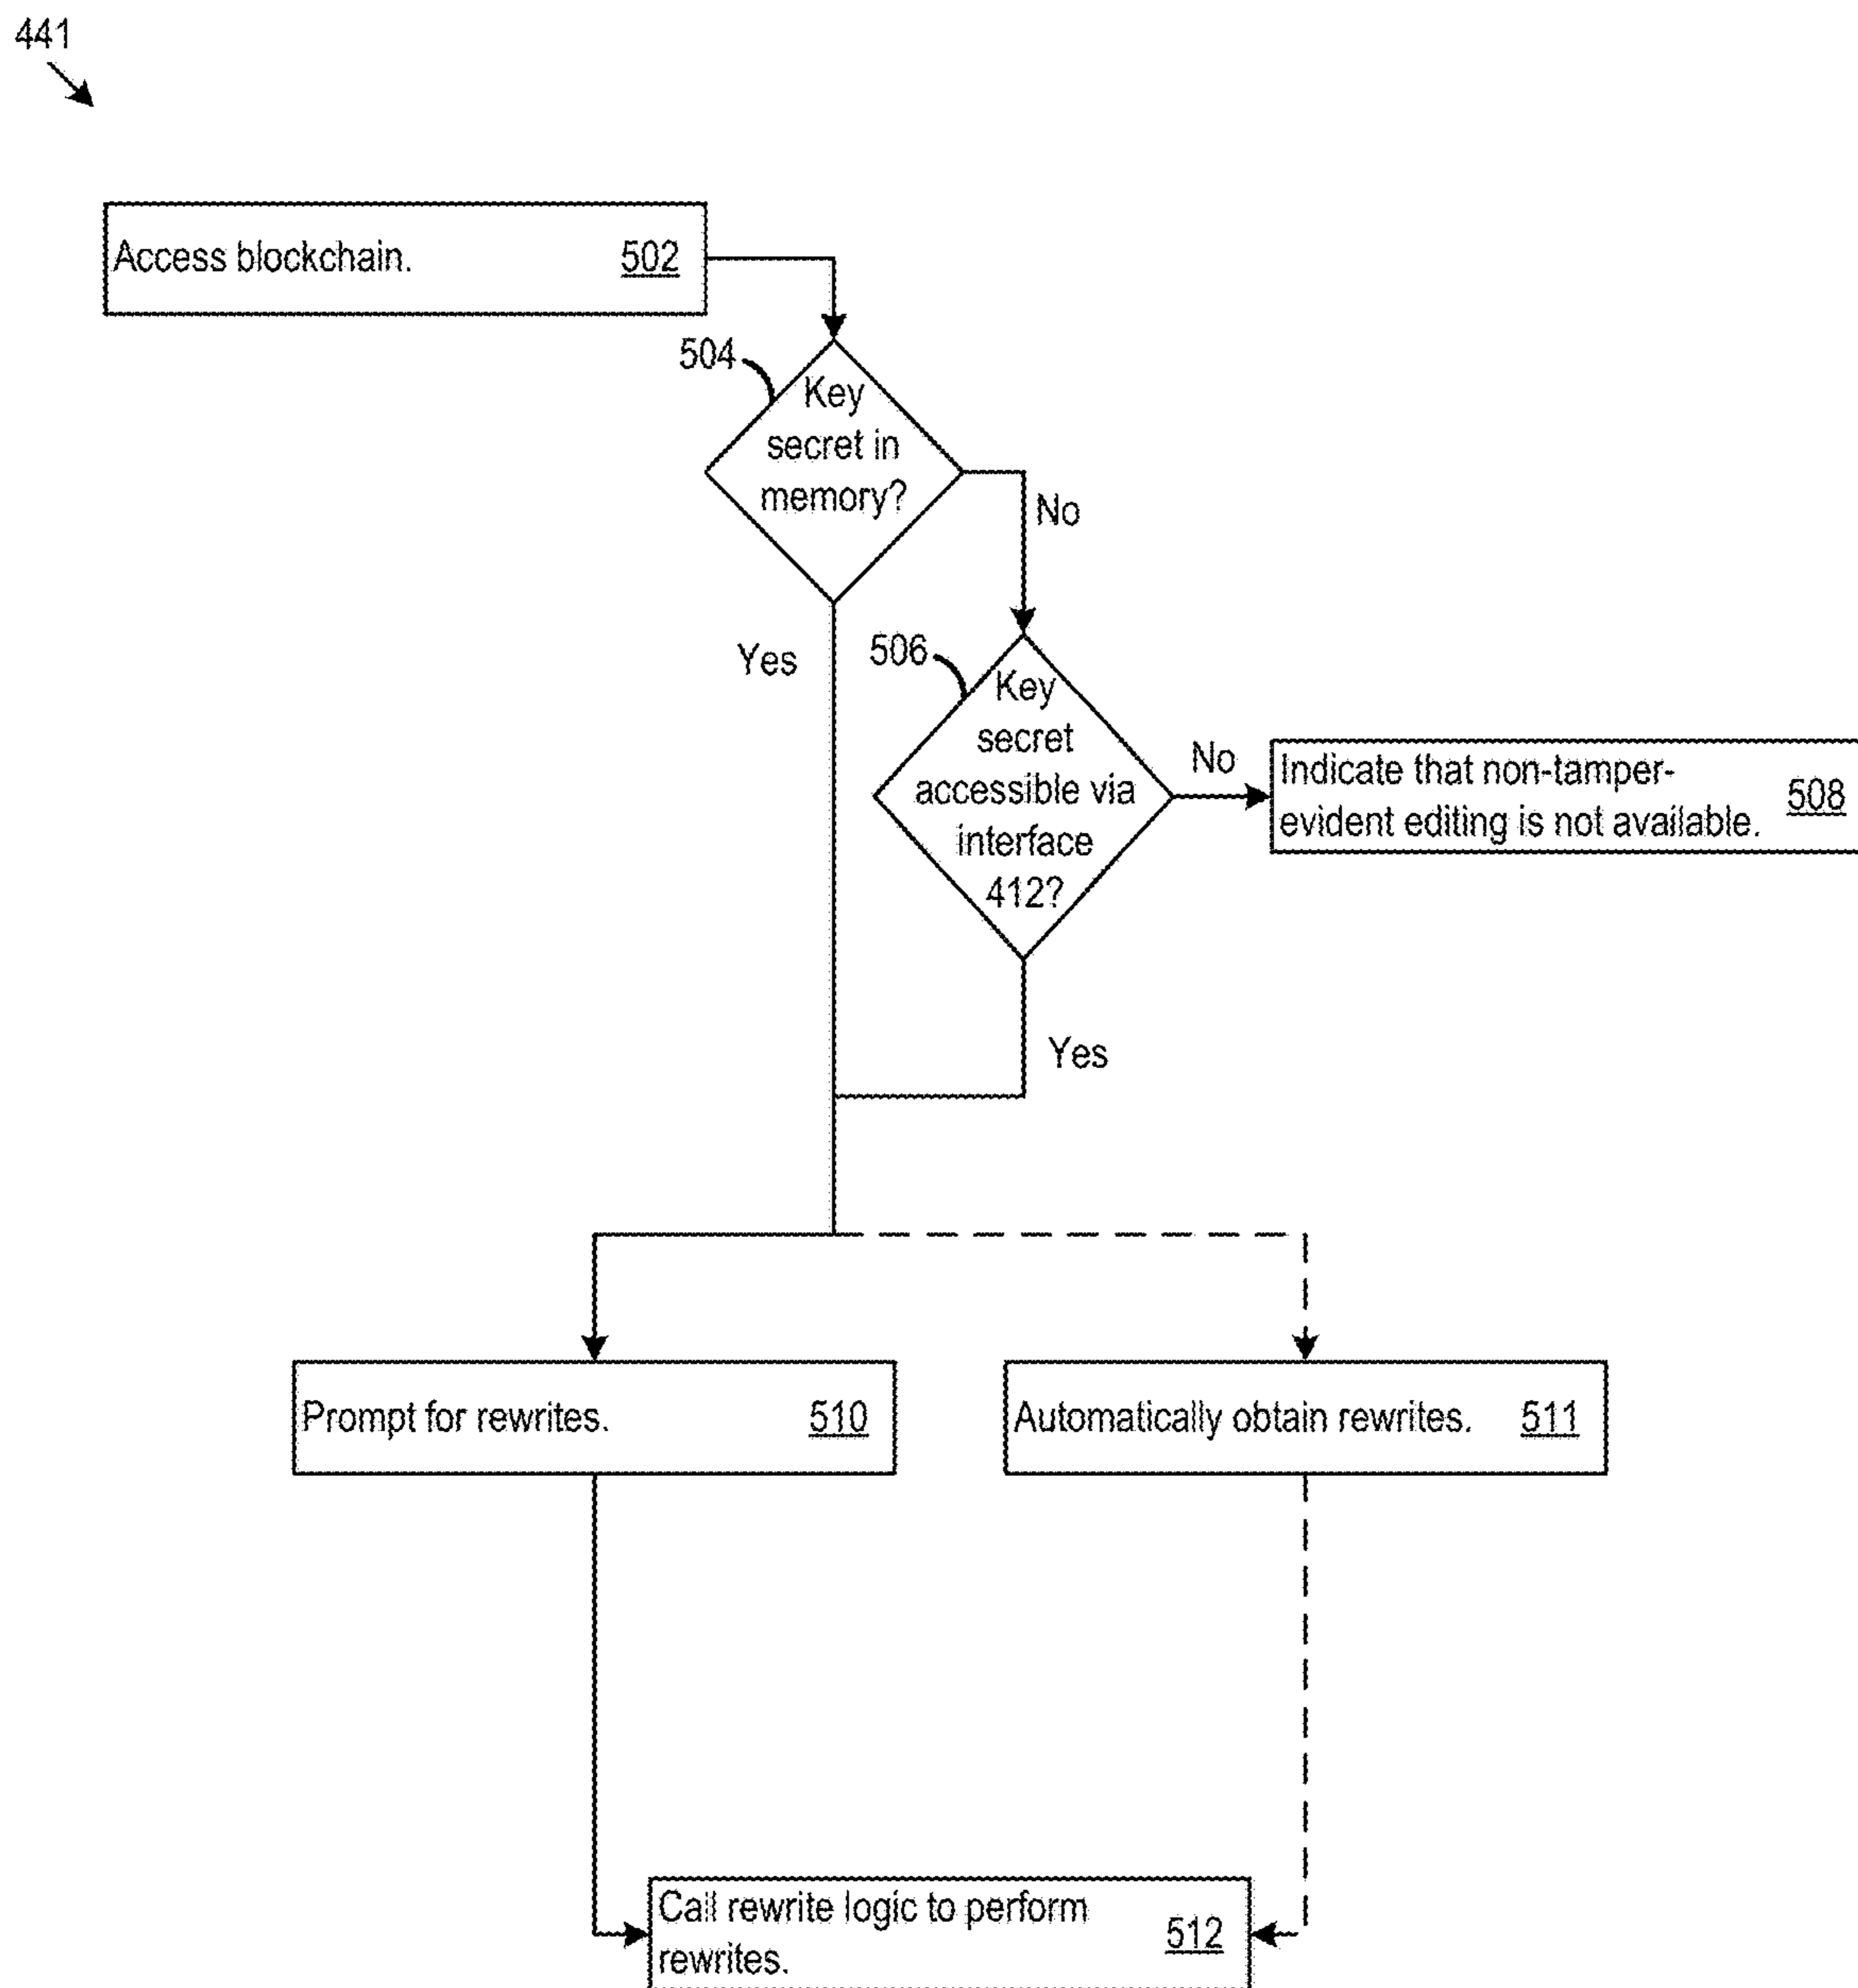 441
Access blockchain. 502
504
Key
secret in
memory?
No
Yes
506
Key
secret
accessible via
interface
412?
No
Indicate that non-tamper-
evident editing is not available. 508
Yes
Prompt for rewrites. 510
Automatically obtain rewrites. 511
Call rewrite logic to perform
rewrites. 512